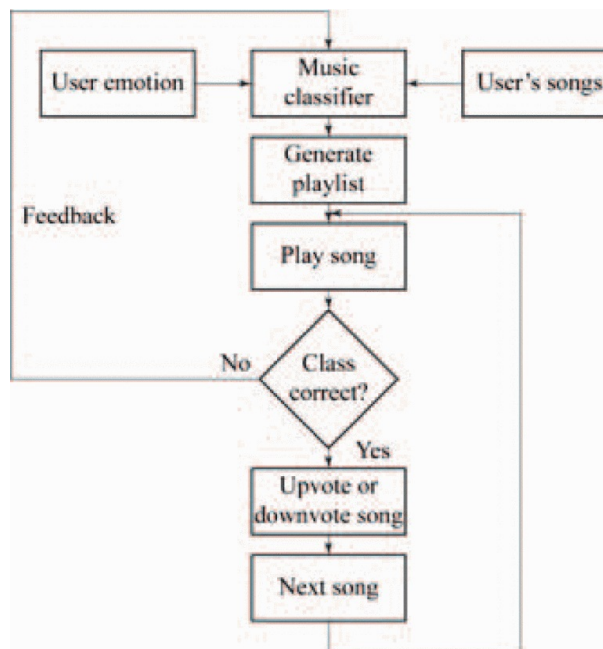 User emotion
Music
classifier
User's songs
Generate
playlist
Feedback
Play song
No
Class
correct?
Yes
Upvote or
downvote song
Next song